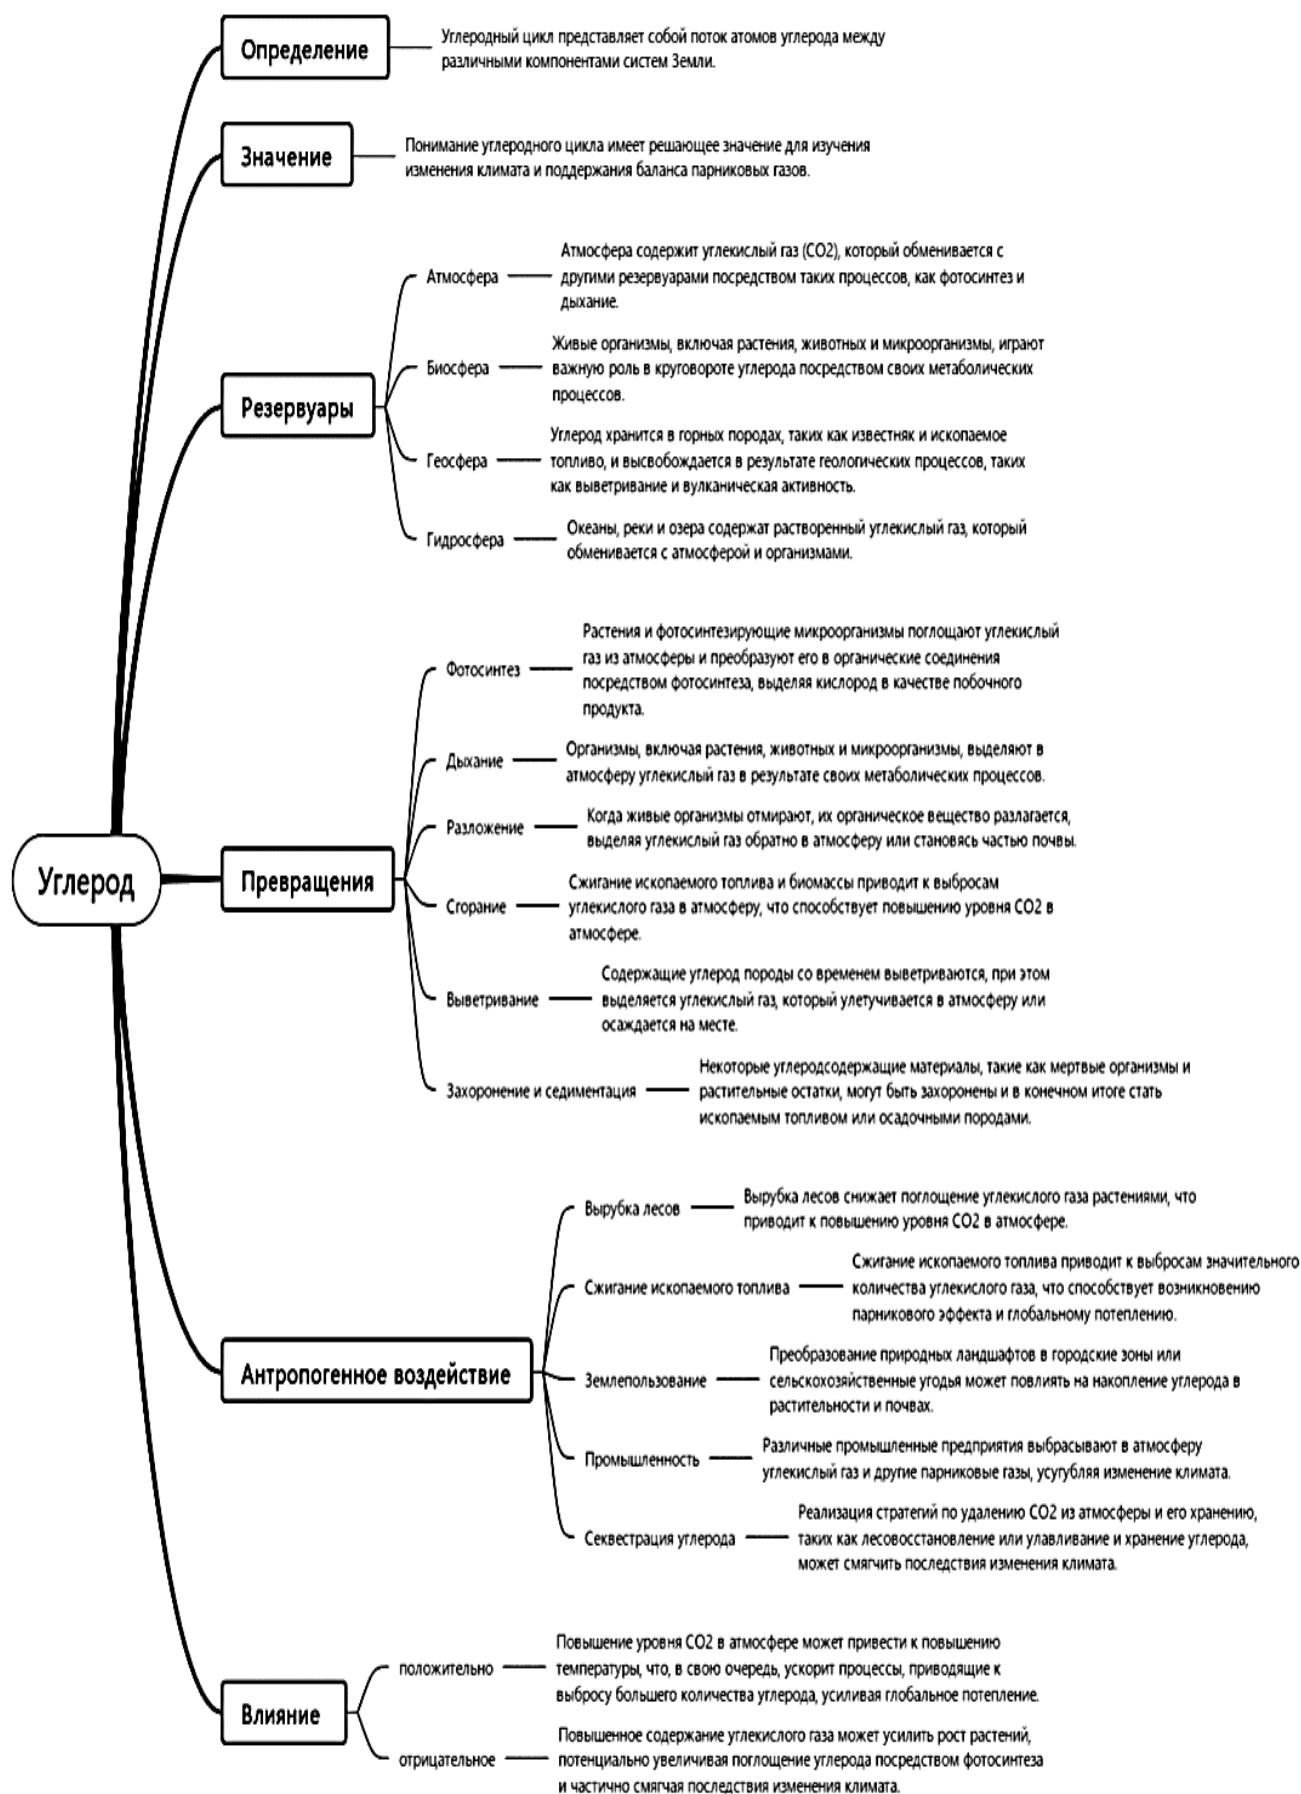 Определение
Углеродный цикл представляет собой поток атомов углерода между
различными компонентами систем Земли.
Значение
Понимание углеродного цикла имеет решающее значение для изучения
изменения климата и поддержания баланса парниковых газов.
Резервуары
Атмосфера
Атмосфера содержит углекислый газ (CO2), который обменивается с
другими резервуарами посредством таких процессов, как фотосинтез и
дыхание.
Биосфера
Живые организмы, включая растения, животных и микроорганизмы, играют
важную роль в круговороте углерода посредством своих метаболических
процессов.
Геосфера
Углерод хранится в горных породах, таких как известняк и ископаемое
топливо, и высвобождается в результате геологических процессов, таких
как выветривание и вулканическая активность.
Гидросфера
Океаны, реки и озера содержат растворенный углекислый газ, который
обменивается с атмосферой и организмами.
Углерод
Превращения
Фотосинтез
Растения и фотосинтезирующие микроорганизмы поглощают углекислый
газ из атмосферы и преобразуют его в органические соединения
посредством фотосинтеза, выделяя кислород в качестве побочного
продукта.
Дыхание
Организмы, включая растения, животных и микроорганизмы, выделяют в
атмосферу углекислый газ в результате своих метаболических процессов.
Разложение
Когда живые организмы отмирают, их органическое вещество разлагается,
выделяя углекислый газ обратно в атмосферу или становясь частью почвы.
Сгорание
Сжигание ископаемого топлива и биомассы приводит к выбросам
углекислого газа в атмосферу, что способствует повышению уровня CO2 в
атмосфере.
Выветривание
Содержащие углерод породы со временем выветриваются, при этом
выделяется углекислый газ, который улетучивается в атмосферу или
осаждается на месте.
Захоронение и седиментация
Некоторые углеродсодержащие материалы, такие как мертвые организмы и
растительные остатки, могут быть захоронены и в конечном итоге стать
ископаемым топливом или осадочными породами.
Антропогенное воздействие
Вырубка лесов
Вырубка лесов снижает поглощение углекислого газа растениями, что
приводит к повышению уровня CO2 в атмосфере.
Сжигание ископаемого топлива
Сжигание ископаемого топлива приводит к выбросам значительного
количества углекислого газа, что способствует возникновению
парникового эффекта и глобальному потеплению.
Землепользование
Преобразование природных ландшафтов в городские зоны или
сельскохозяйственные угодья может повлиять на накопление углерода в
растительности и почвах.
Промышленность
Различные промышленные предприятия выбрасывают в атмосферу
углекислый газ и другие парниковые газы, усугубляя изменение климата.
Секвестрация углерода
Реализация стратегий по удалению CO2 из атмосферы и его хранению,
таких как лесовосстановление или улавливание и хранение углерода,
может смягчить последствия изменения климата.
Влияние
положительно
Повышение уровня CO2 в атмосфере может привести к повышению
температуры, что, в свою очередь, ускорит процессы, приводящие к
выбросу большего количества углерода, усиливая глобальное потепление.
отрицательное
Повышенное содержание углекислого газа может усилить рост растений,
потенциально увеличивая поглощение углерода посредством фотосинтеза
и частично смягчая последствия изменения климата.